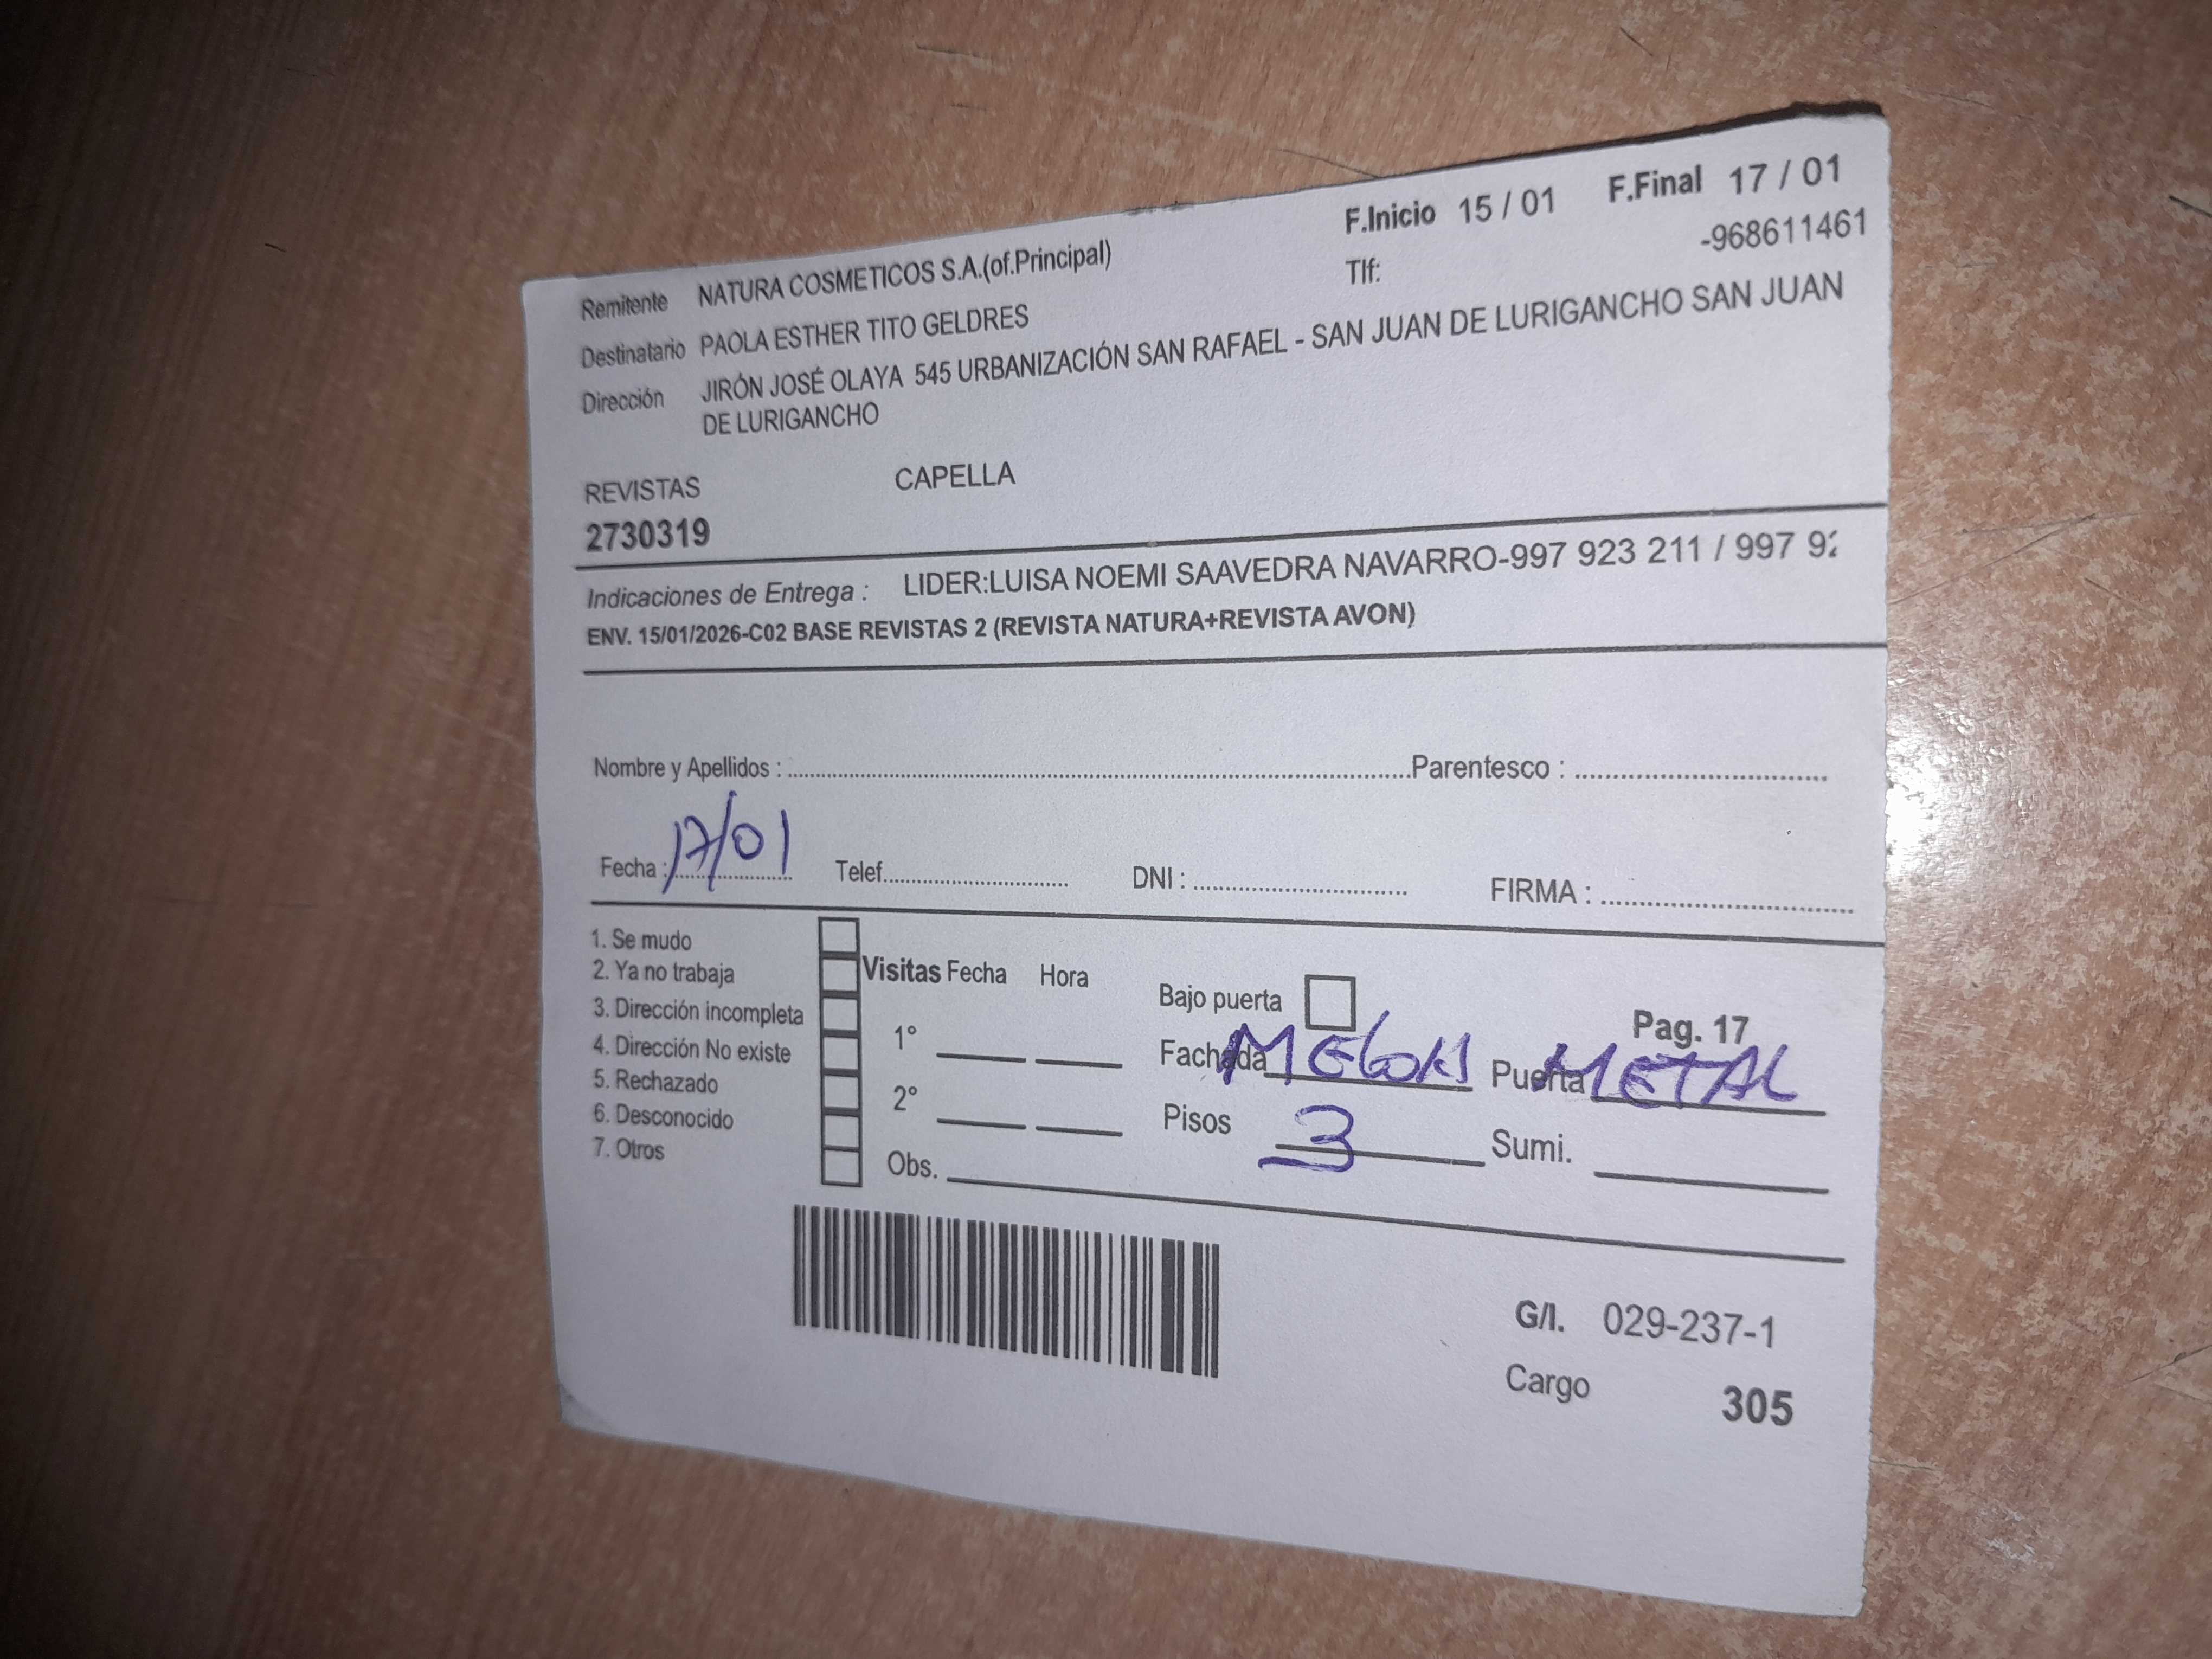 F.Inicio 15 / 01 F.Final 17 / 01
Remitente NATURA COSMETICOS S.A.(of.Principal) Tlf: -968611461
Destinatario PAOLA ESTHER TITO GELDRES
Dirección JIRÓN JOSÉ OLAYA 545 URBANIZACIÓN SAN RAFAEL - SAN JUAN DE LURIGANCHO SAN JUAN
DE LURIGANCHO
REVISTAS CAPELLA
2730319
Indicaciones de Entrega : LIDER:LUISA NOEMI SAAVEDRA NAVARRO-997 923 211 / 997 92
ENV. 15/01/2026-C02 BASE REVISTAS 2 (REVISTA NATURA+REVISTA AVON)
Nombre y Apellidos : Parentesco :
Fecha : 17/01 Telef. DNI : FIRMA :
1. Se mudo
2. Ya no trabaja
3. Dirección incompleta
4. Dirección No existe
5. Rechazado
6. Desconocido
7. Otros
Visitas Fecha Hora
1°
2°
Obs.
Bajo puerta
Pag. 17
Fachada Puerta METAL
Pisos 3 Sumi.
G/I. 029-237-1
Cargo 305